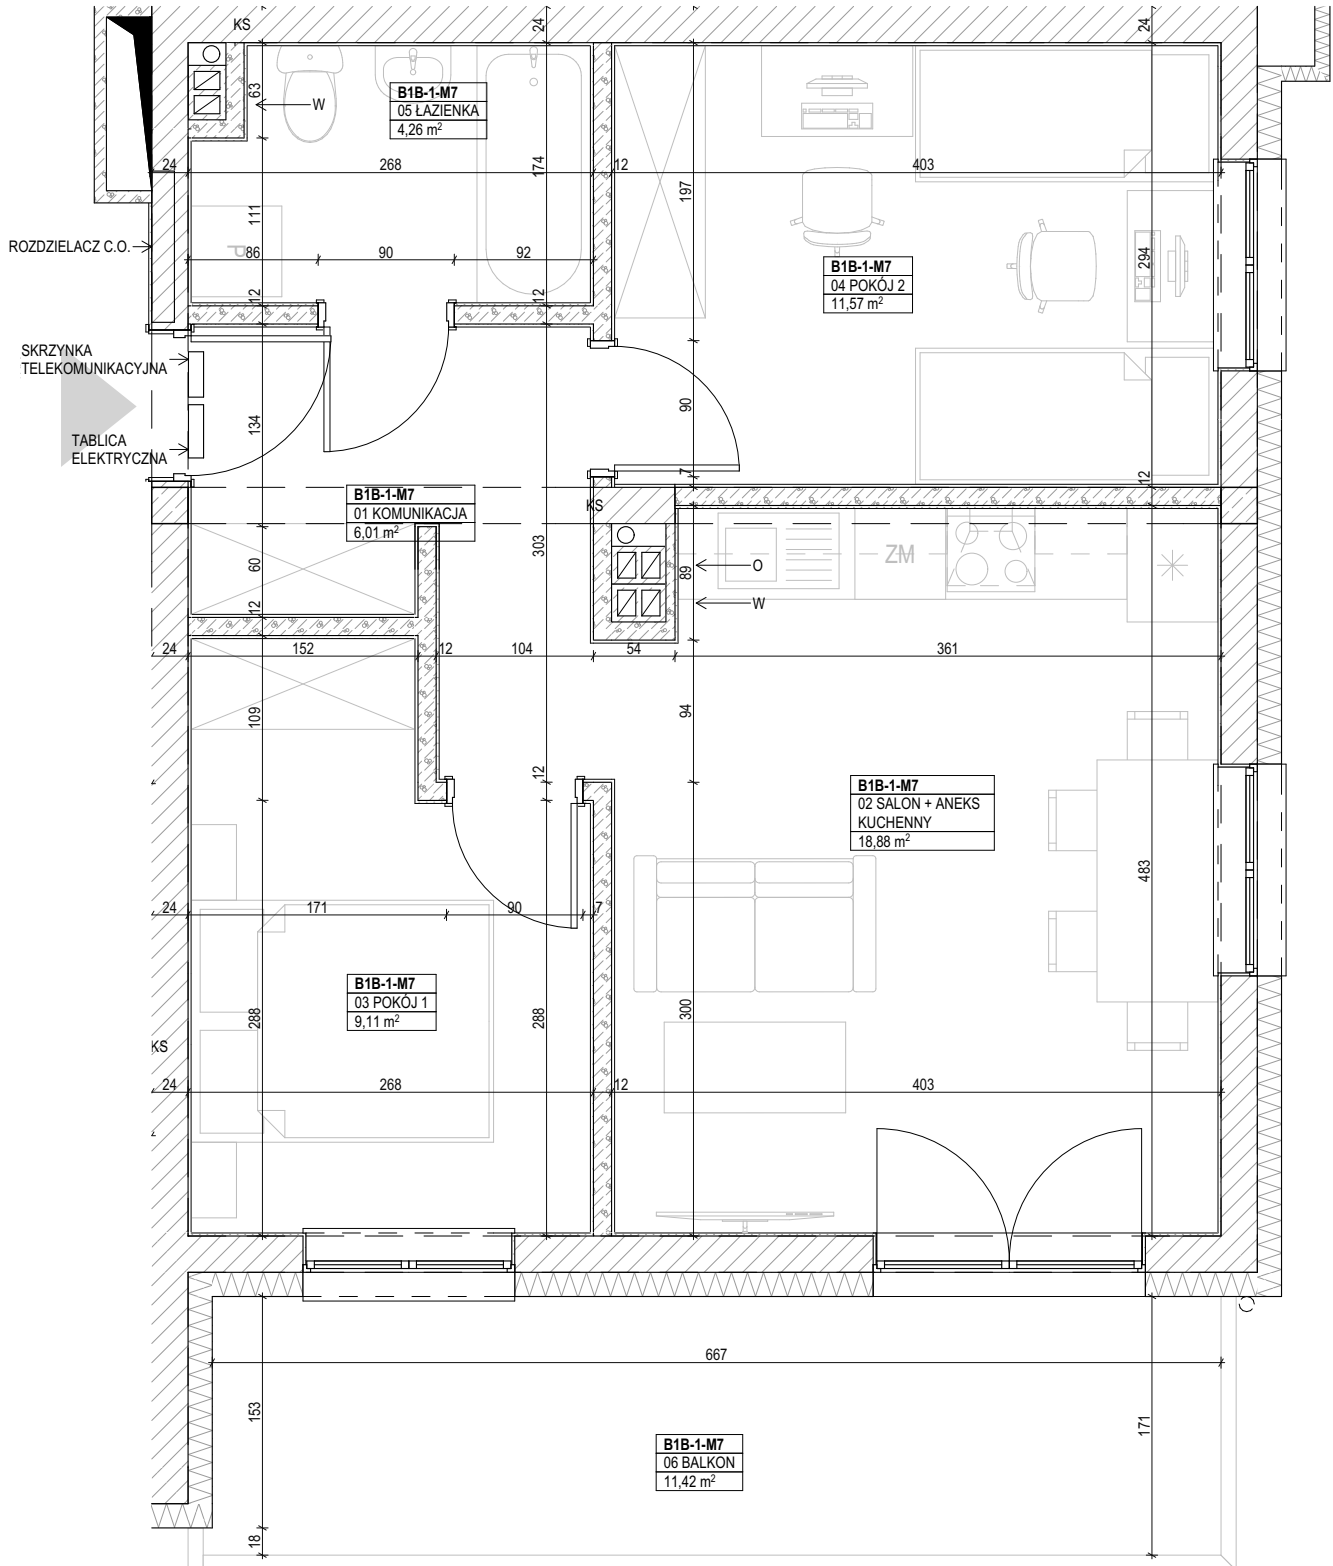 KS
24
24
63
W
B1B-1-M7
05 ŁAZIENKA
4,26 m²
24
268
174
12
403
197
111
ROZDZIELACZ C.O.
P
86
90
92
294
B1B-1-M7
04 POKÓJ 2
11,57 m²
12
12
SKRZYNKA
TELEKOMUNIKACYJNA
134
90
TABLICA
ELEKTRYCZNA
7
12
B1B-1-M7
01 KOMUNIKACJA
6,01 m²
KS
303
ZM
60
89
O
12
W
24
152
12
104
54
361
109
94
12
B1B-1-M7
02 SALON + ANEKS
KUCHENNY
18,88 m²
483
24
171
90
7
B1B-1-M7
03 POKÓJ 1
9,11 m²
288
288
300
KS
24
268
12
403
667
153
171
B1B-1-M7
06 BALKON
11,42 m²
18